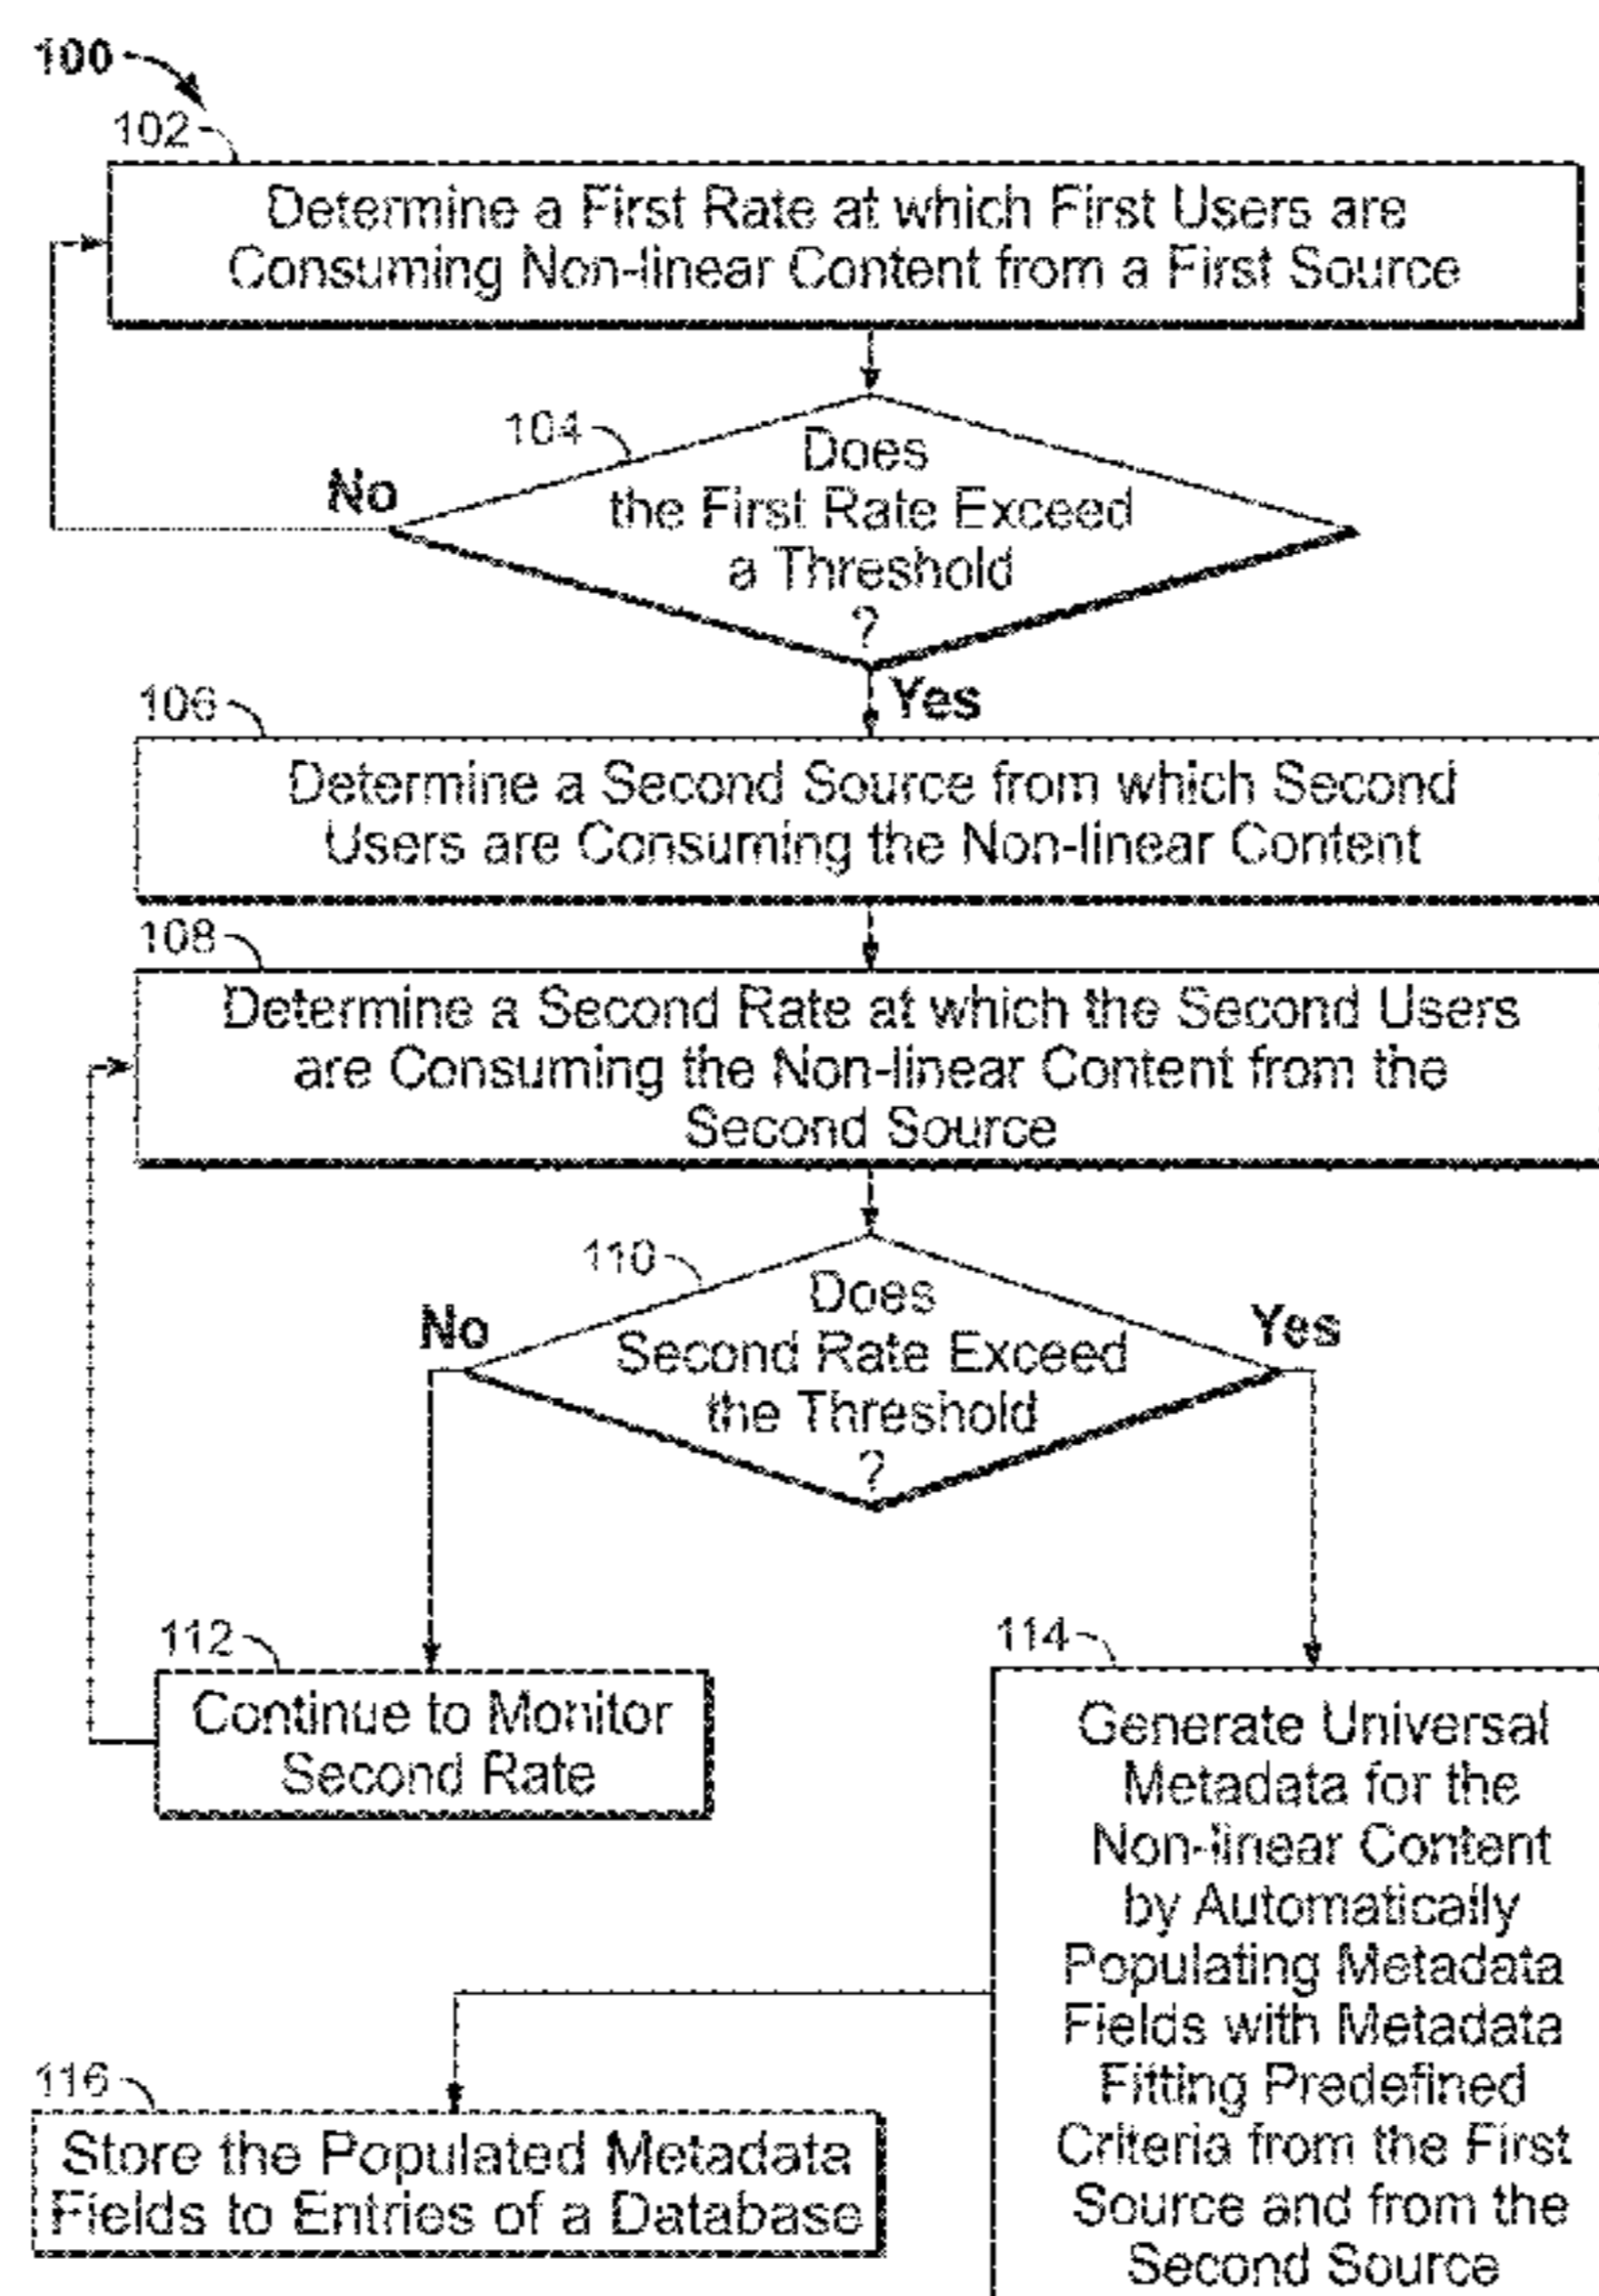 100
102
Determine a First Rate at which First Users are
Consuming Non-linear Content from a First Source
104
Does
the First Rate Exceed
a Threshold
?
No
Yes
106
Determine a Second Source from which Second
Users are Consuming the Non-linear Content
108
Determine a Second Rate at which the Second Users
are Consuming the Non-linear Content from the
Second Source
110
Does
Second Rate Exceed
the Threshold
?
No
Yes
112
Continue to Monitor
Second Rate
114
Generate Universal
Metadata for the
Non-linear Content
by Automatically
Populating Metadata
Fields with Metadata
Fitting Predefined
Criteria from the First
Source and from the
Second Source
116
Store the Populated Metadata
Fields to Entries of a Database